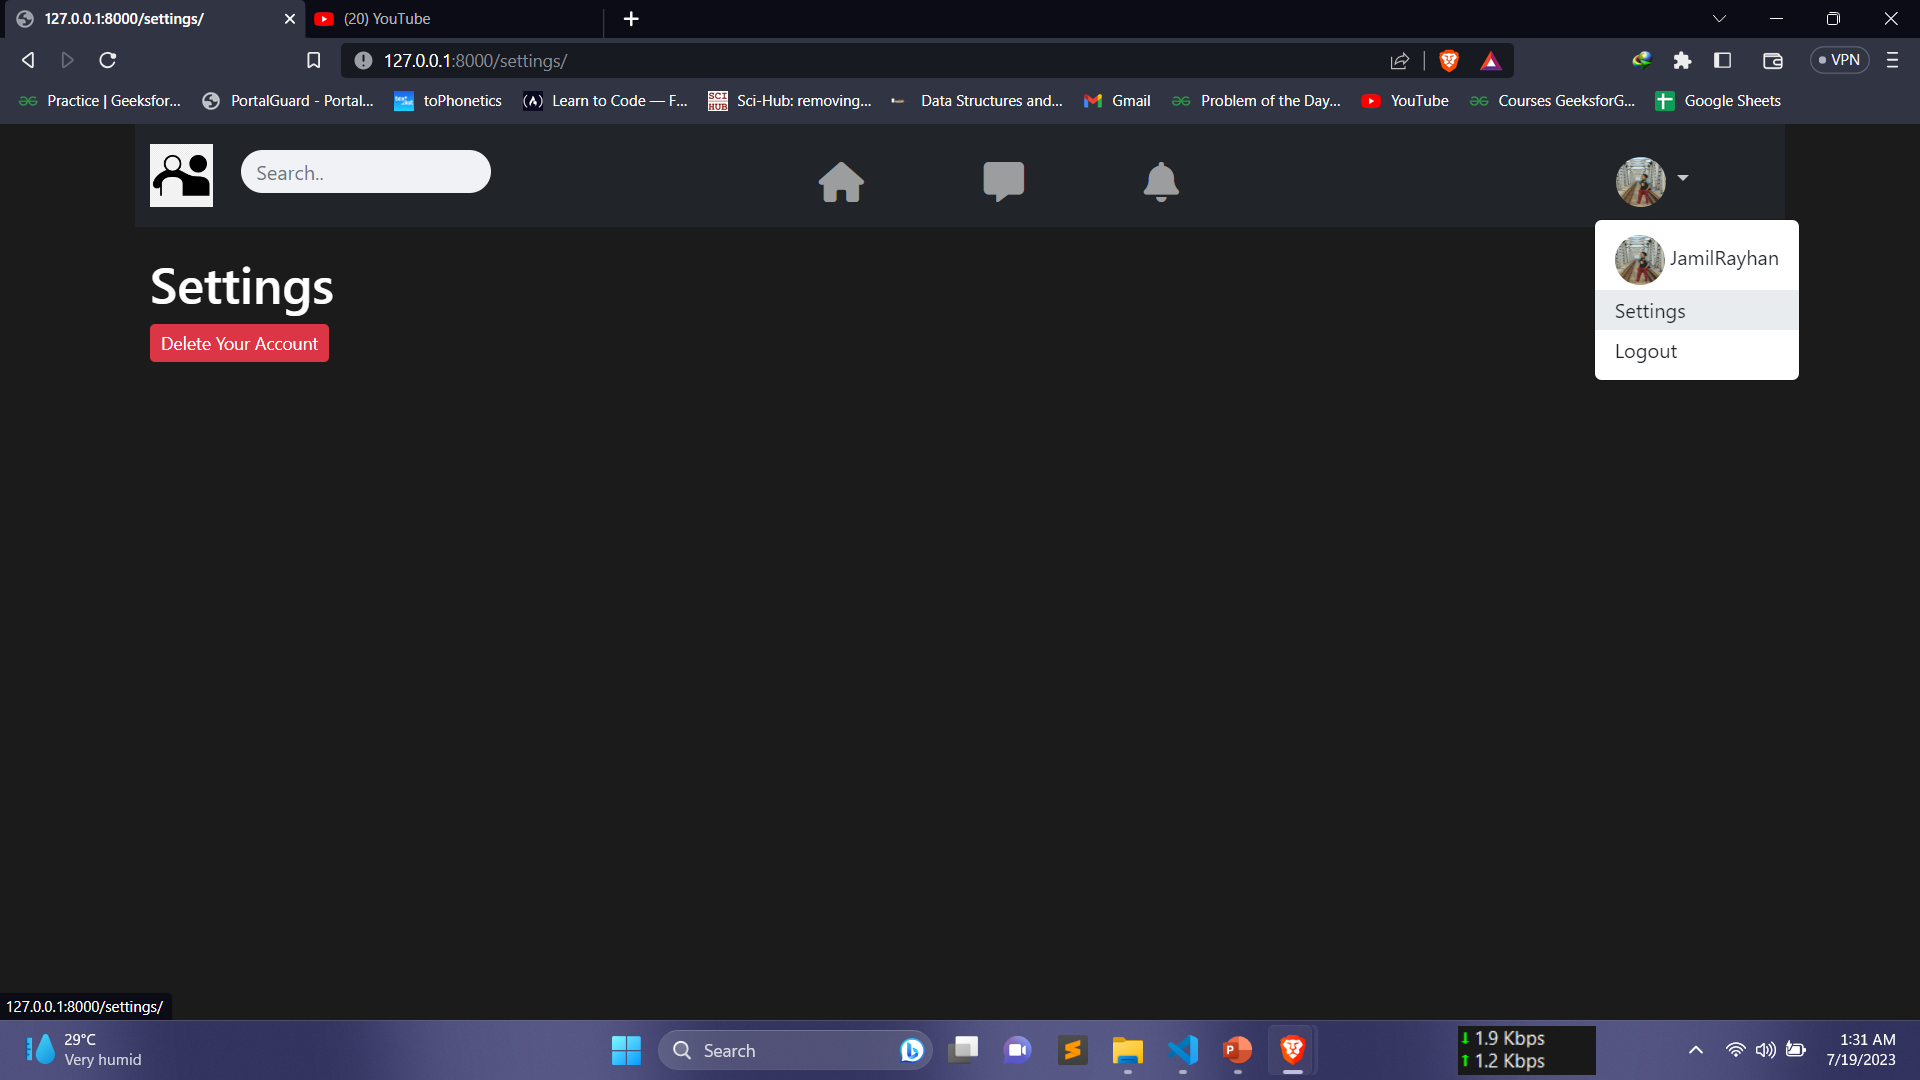 127.0.0.1:8000/settings/
(20) YouTube
127.0.0.1:8000/settings/
VPN
Practice | Geeksfor...
PortalGuard - Portal...
toPhonetics
Learn to Code — F...
SCI HUB
Sci-Hub: removing...
Data Structures and...
Gmail
Problem of the Day...
YouTube
Courses GeeksforG...
Google Sheets
Search..
JamilRayhan
Settings
Logout
Settings
Delete Your Account
127.0.0.1:8000/settings/
29°C
Very humid
Search
1.9 Kbps
1.2 Kbps
1:31 AM
7/19/2023